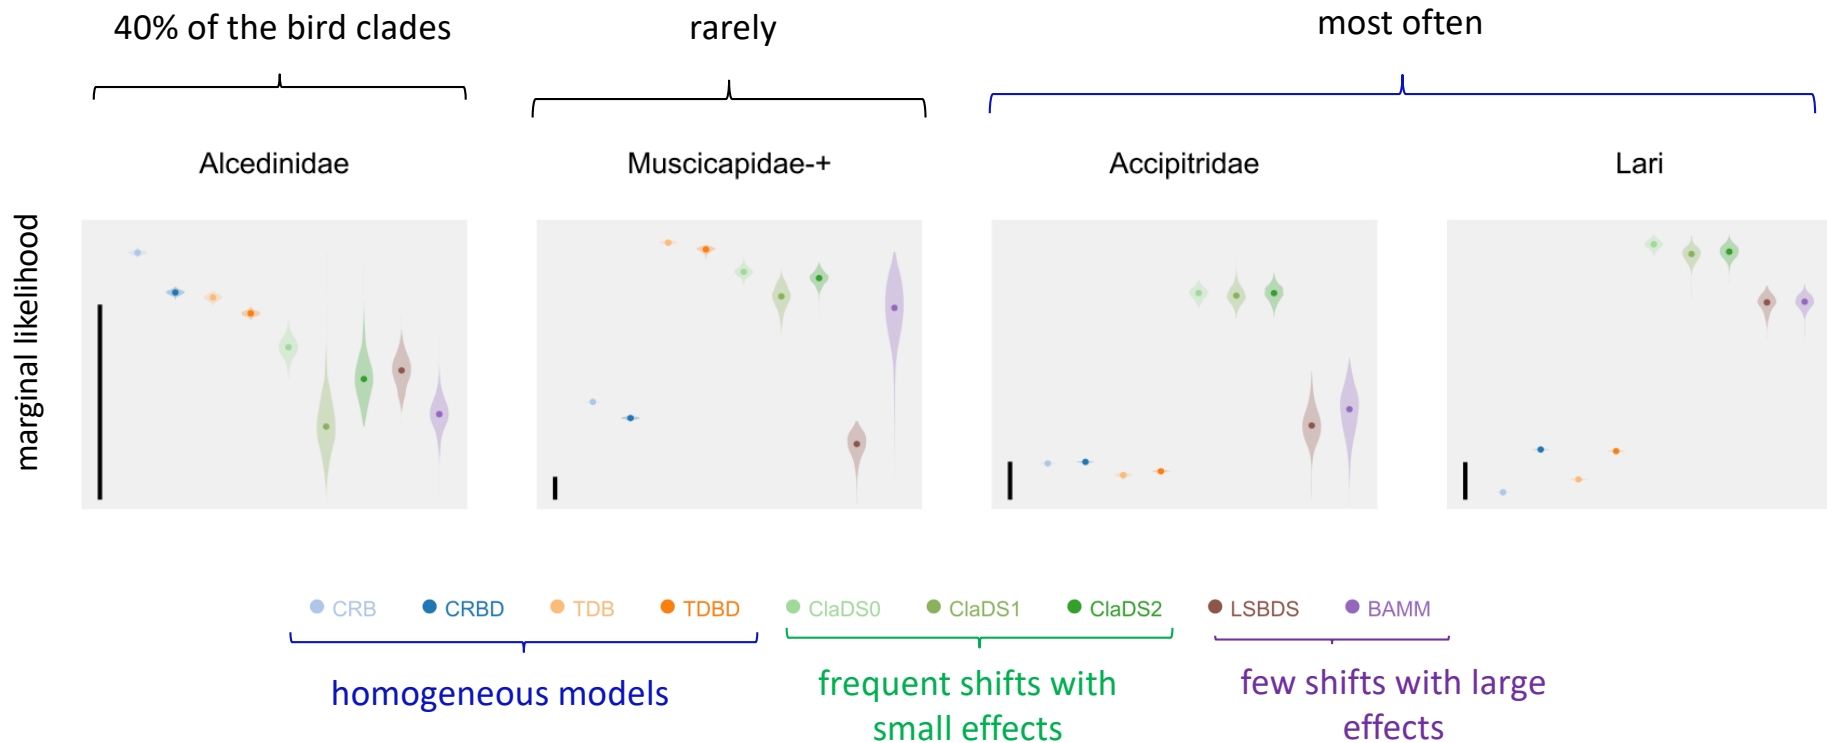 40% of the bird clades
rarely
most often
Alcedinidae
Muscicapidae-+
Accipitridae
Lari
marginal likelihood
CRB
CRBD
TDB
TDBD
ClaDS0
ClaDS1
ClaDS2
LSBDS
BAMM
homogeneous models
frequent shifts with
small effects
few shifts with large
effects